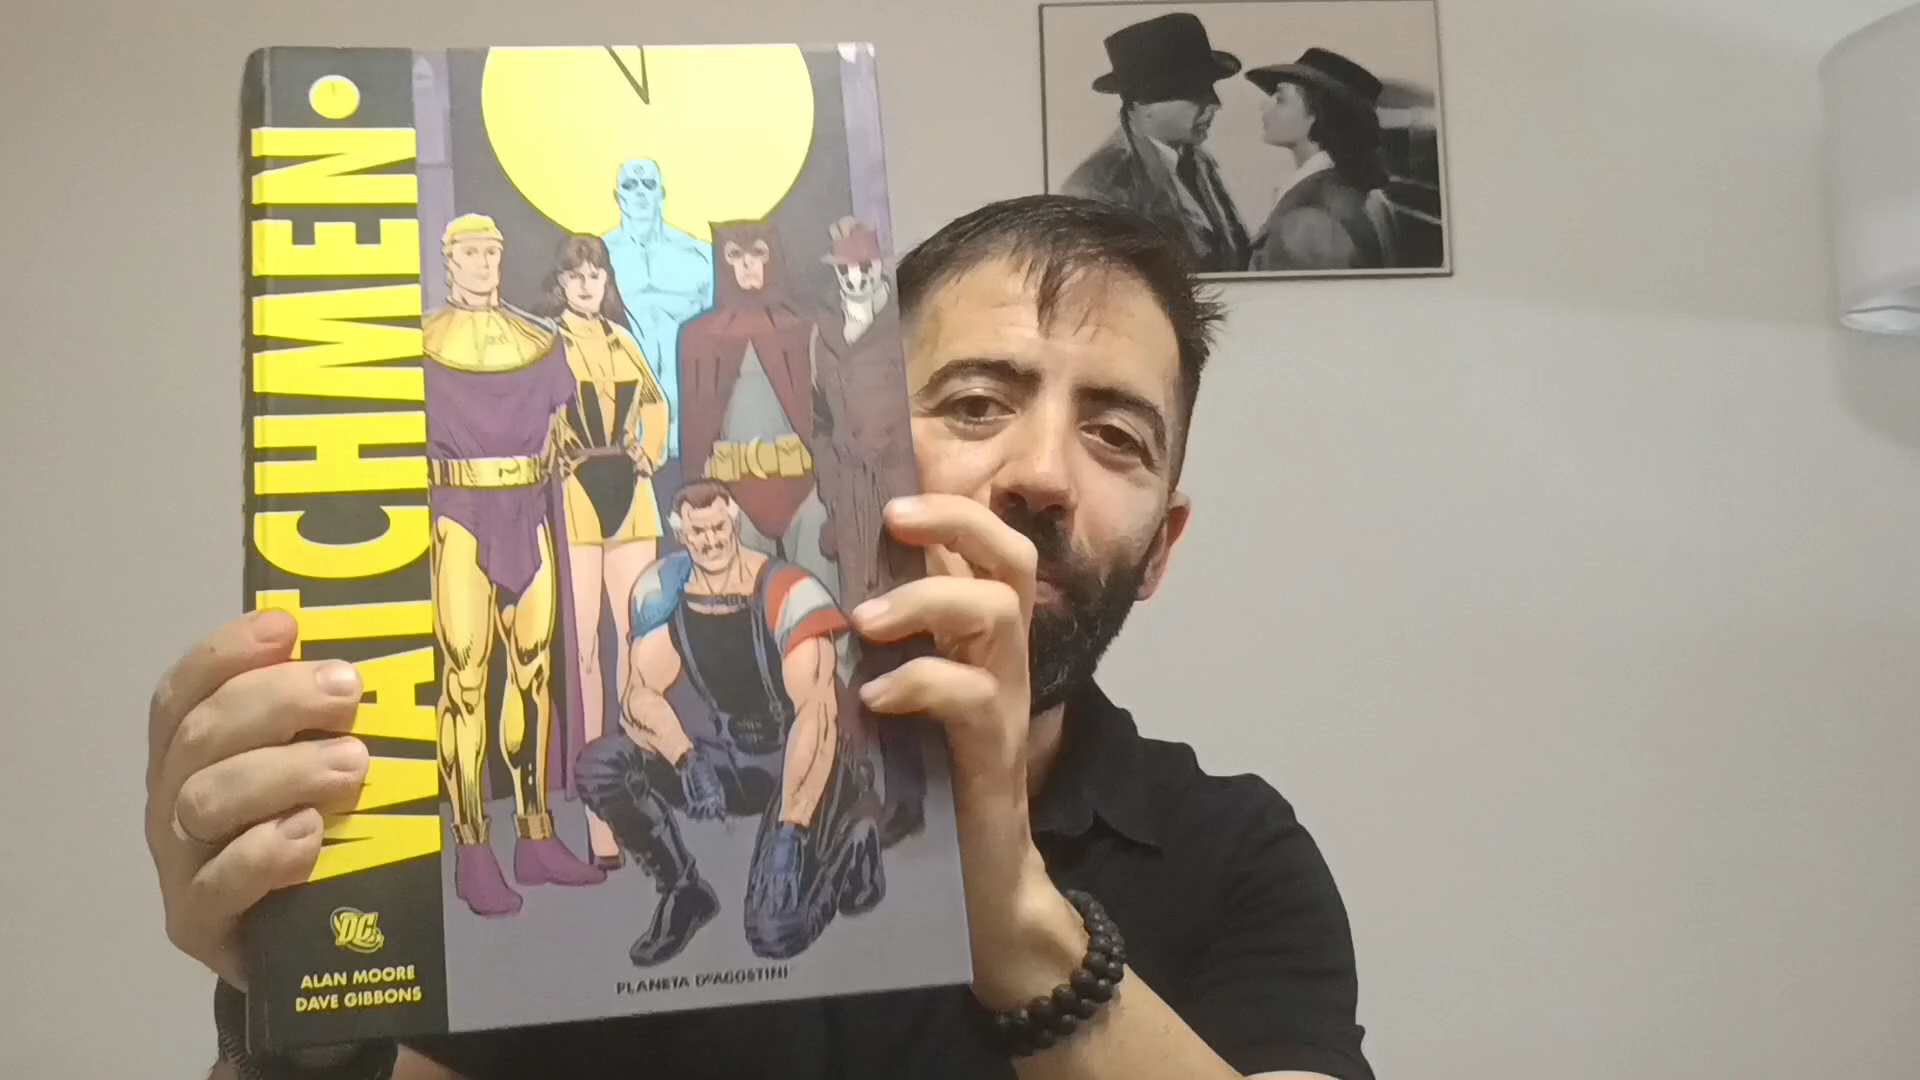 WATCHMEN
DC
ALAN MOORE
DAVE GIBBONS
PLANETA DEAGOSTINI